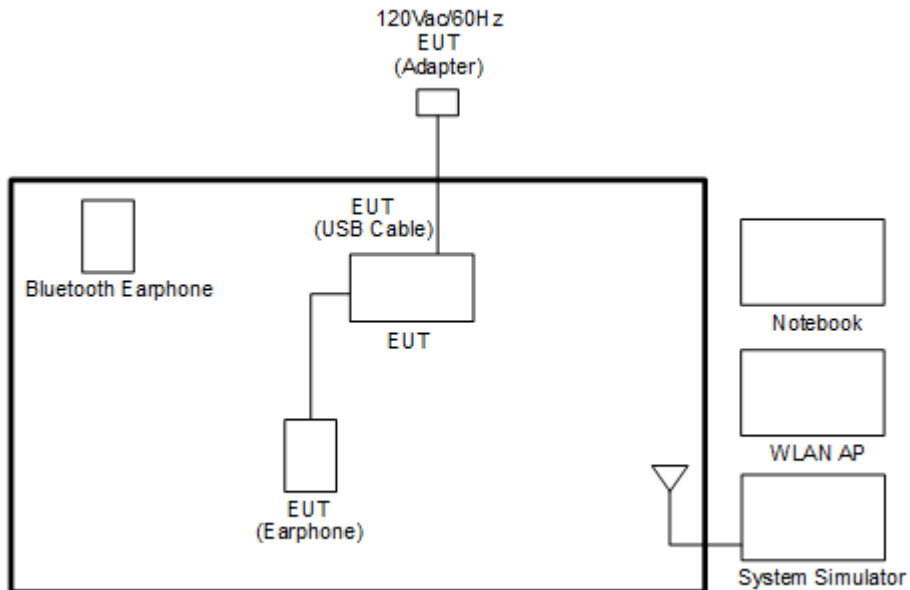 120Vac/60Hz
EUT
(Adapter)
EUT
(USB Cable)
Bluetooth Earphone
EUT
Notebook
WLAN AP
EUT
(Earphone)
System Simulator